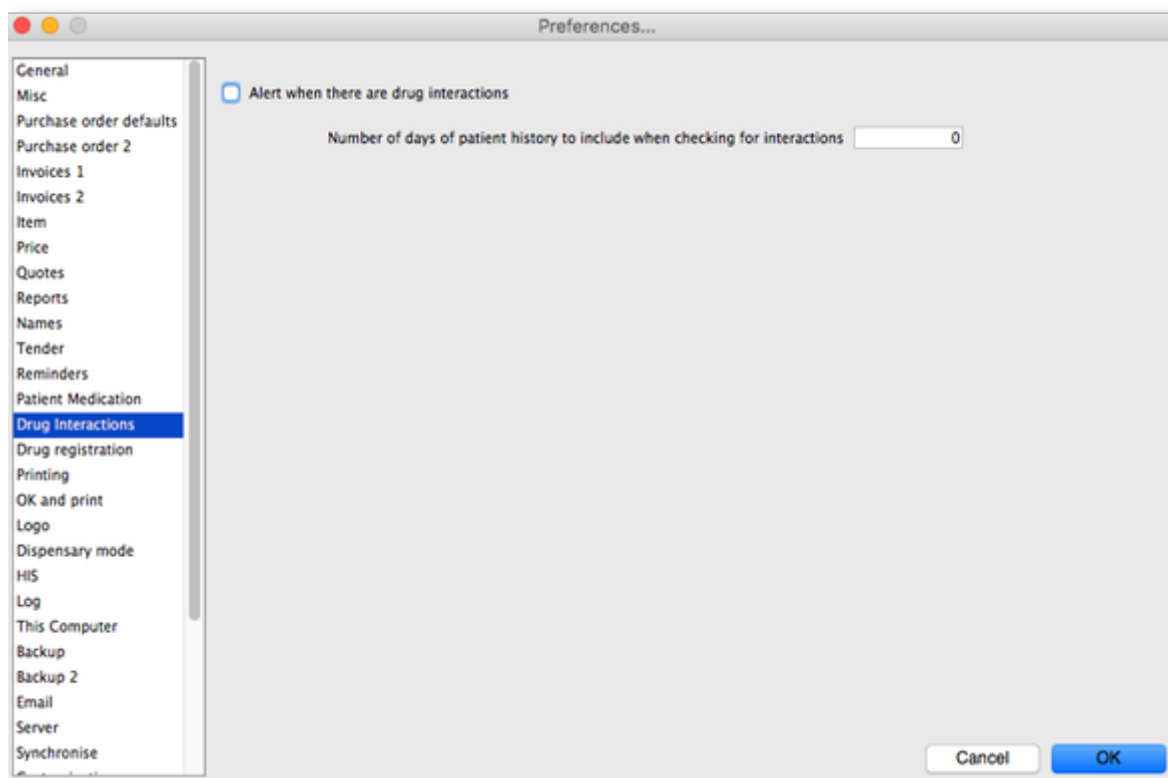 Preferences...
General
Misc
Purchase order defaults
Purchase order 2
Invoices 1
Invoices 2
Item
Price
Quotes
Reports
Names
Tender
Reminders
Patient Medication
Drug Interactions
Drug registration
Printing
OK and print
Logo
Dispensary mode
HIS
Log
This Computer
Backup
Backup 2
Email
Server
Synchronise
Alert when there are drug interactions
Number of days of patient history to include when checking for interactions 0
Cancel OK